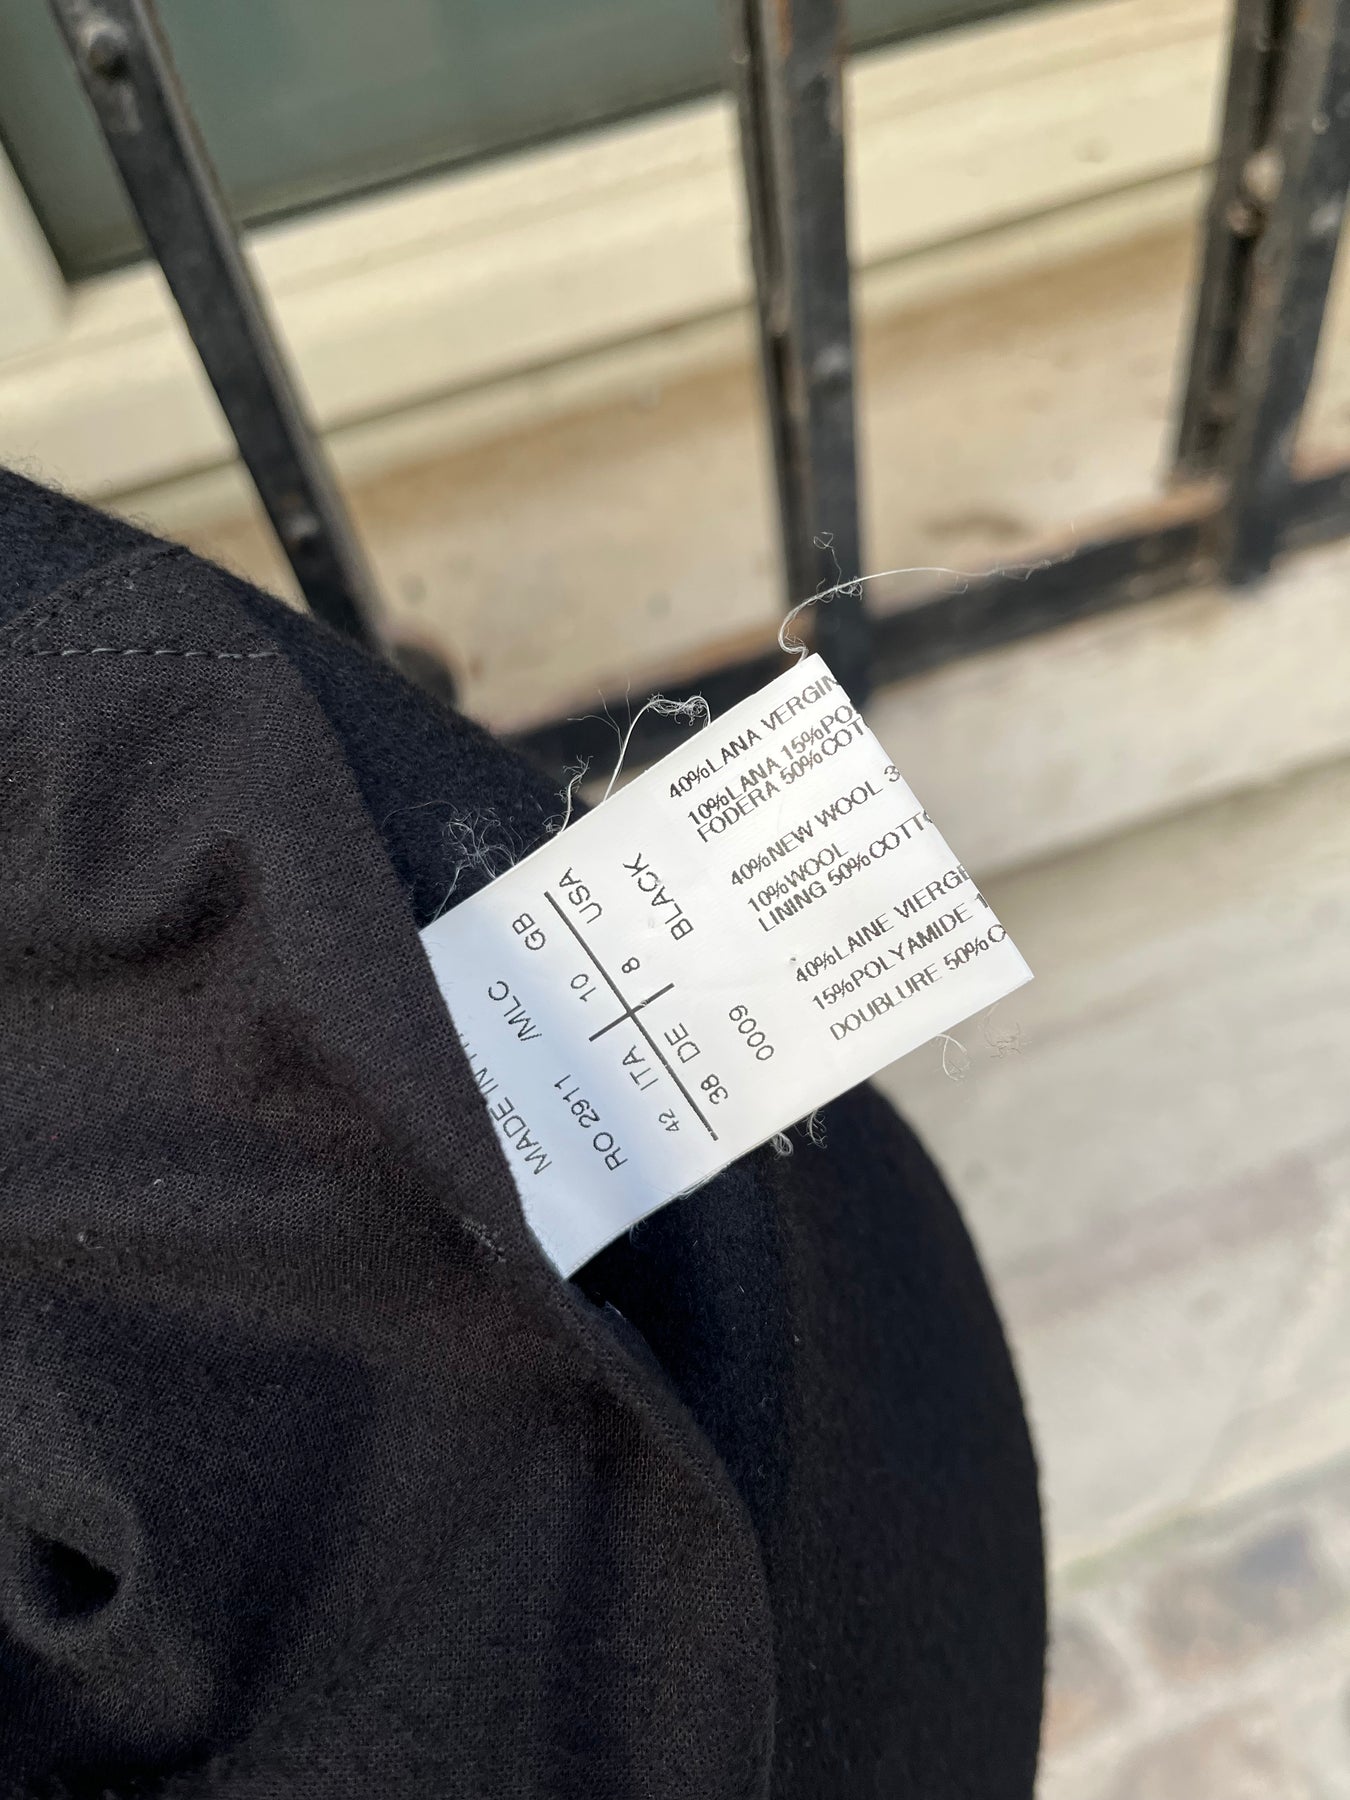 MADE IN
RO 2911 /MLC
42 ITA 10 GB
38 DE 8 USA
0009 BLACK
40%LANA VERGIN
10%LANA 15%PO
FODERA 50%COT
40%NEW WOOL 3
10%WOOL
LINING 50%COTT
40%LAINE VIERGE
15%POLYAMIDE 1
DOUBLURE 50%C